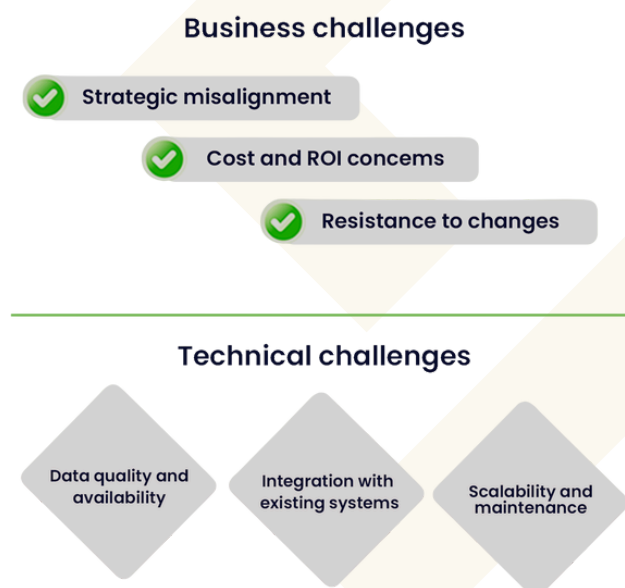 Business challenges
Strategic misalignment
Cost and ROI concems
Resistance to changes
Technical challenges
Data quality and
availability
Integration with
existing systems
Scalability and
maintenance